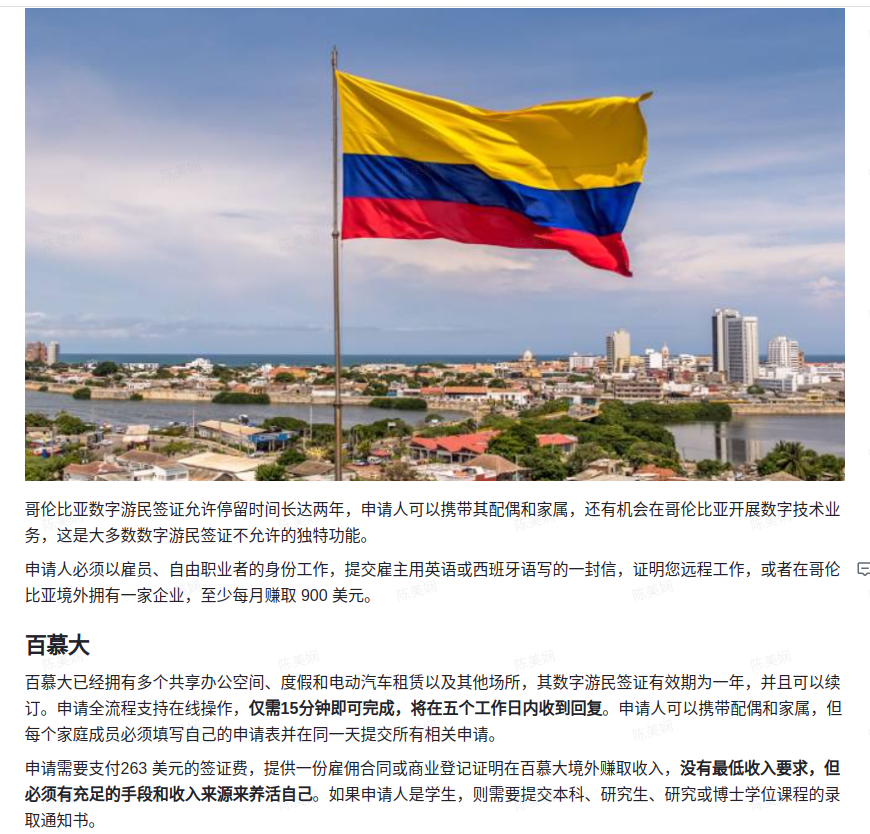 哥伦比亚数字游民签证允许停留时间长达两年，申请人可以携带其配偶和家属，还有机会在哥伦比亚开展数字技术业
务，这是大多数数字游民签证不允许的独特功能。
申请人必须以雇员、自由职业者的身份工作，提交雇主用英语或西班牙语写的一封信，证明您远程工作，或者在哥伦
比亚境外拥有一家企业，至少每月赚取 900 美元。
百慕大
百慕大已经拥有多个共享办公空间、度假和电动汽车租赁以及其他场所，其数字游民签证有效期为一年，并且可以续
订。申请全流程支持在线操作，仅需15分钟即可完成，将在五个工作日内收到回复。申请人可以携带配偶和家属，但
每个家庭成员必须填写自己的申请表并在同一天提交所有相关申请。
申请需要支付263 美元的签证费，提供一份雇佣合同或商业登记证明在百慕大境外赚取收入，没有最低收入要求，但
必须有充足的手段和收入来源来养活自己。如果申请人是学生，则需要提交本科、研究生、研究或博士学位课程的录
取通知书。